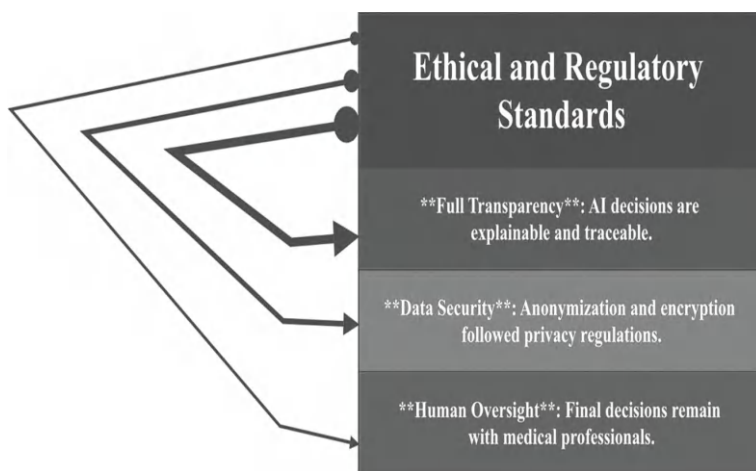 Ethical and Regulatory
Standards
**Full Transparency**: AI decisions are
explainable and traceable.
**Data Security**: Anonymization and encryption
followed privacy regulations.
**Human Oversight**: Final decisions remain
with medical professionals.